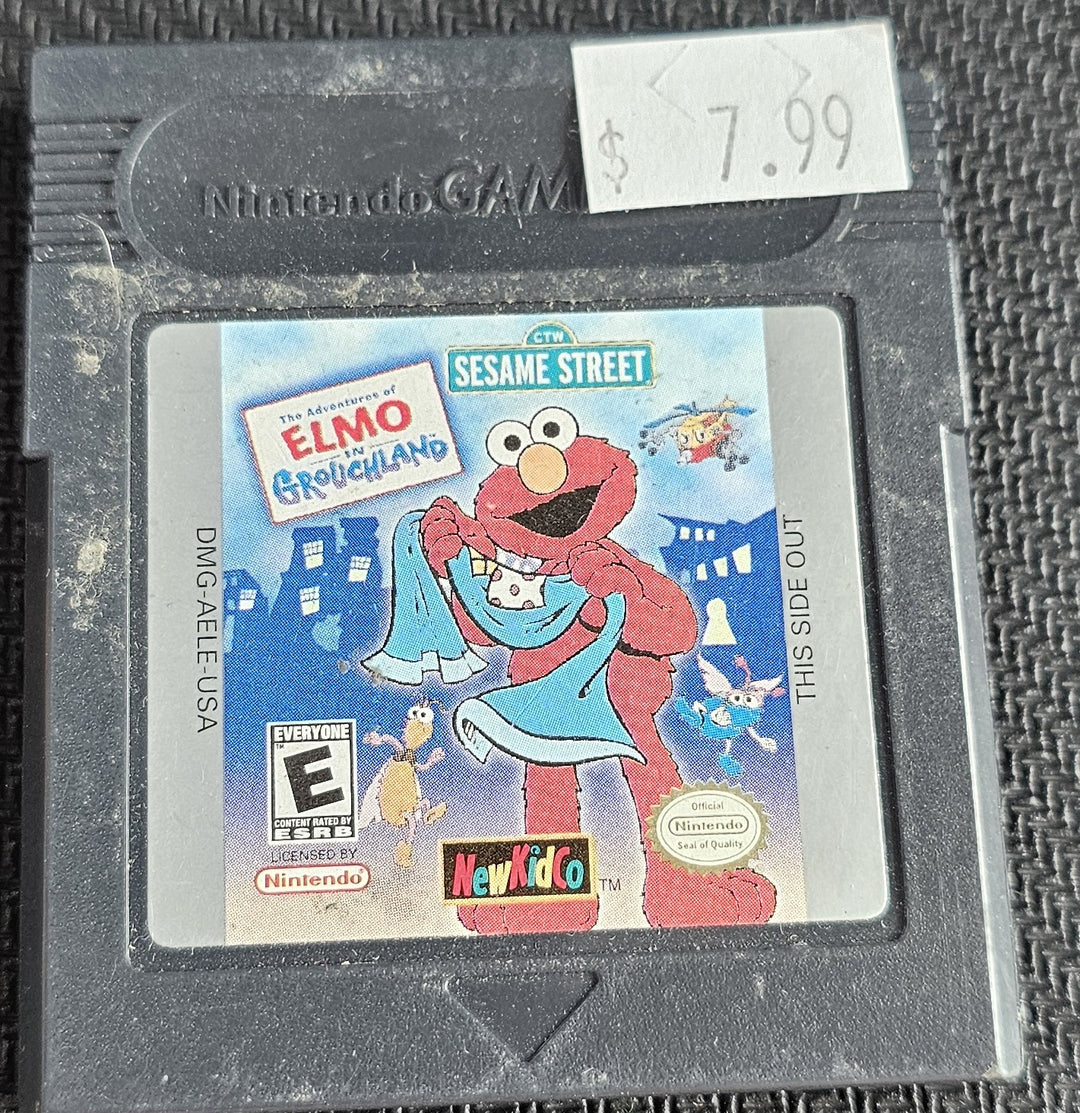 $ 7.99
Nintendo GAM
CTW
SESAME STREET
The Adventures of
ELMO
IN
GROUCHLAND
DMG-AELE-USA
THIS SIDE OUT
EVERYONE
TM
E
CONTENT RATED BY
ESRB
LICENSED BY
Nintendo®
NewKidCo TM
Official
Nintendo
Seal of Quality